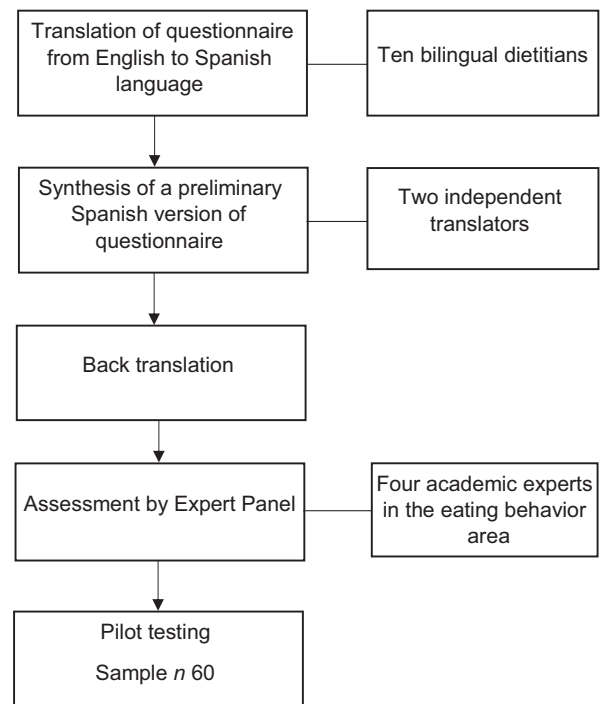 Translation of questionnaire
from English to Spanish
language
Ten bilingual dietitians
Synthesis of a preliminary
Spanish version of
questionnaire
Two independent
translators
Back translation
Assessment by Expert Panel
Four academic experts
in the eating behavior
area
Pilot testing
Sample n 60